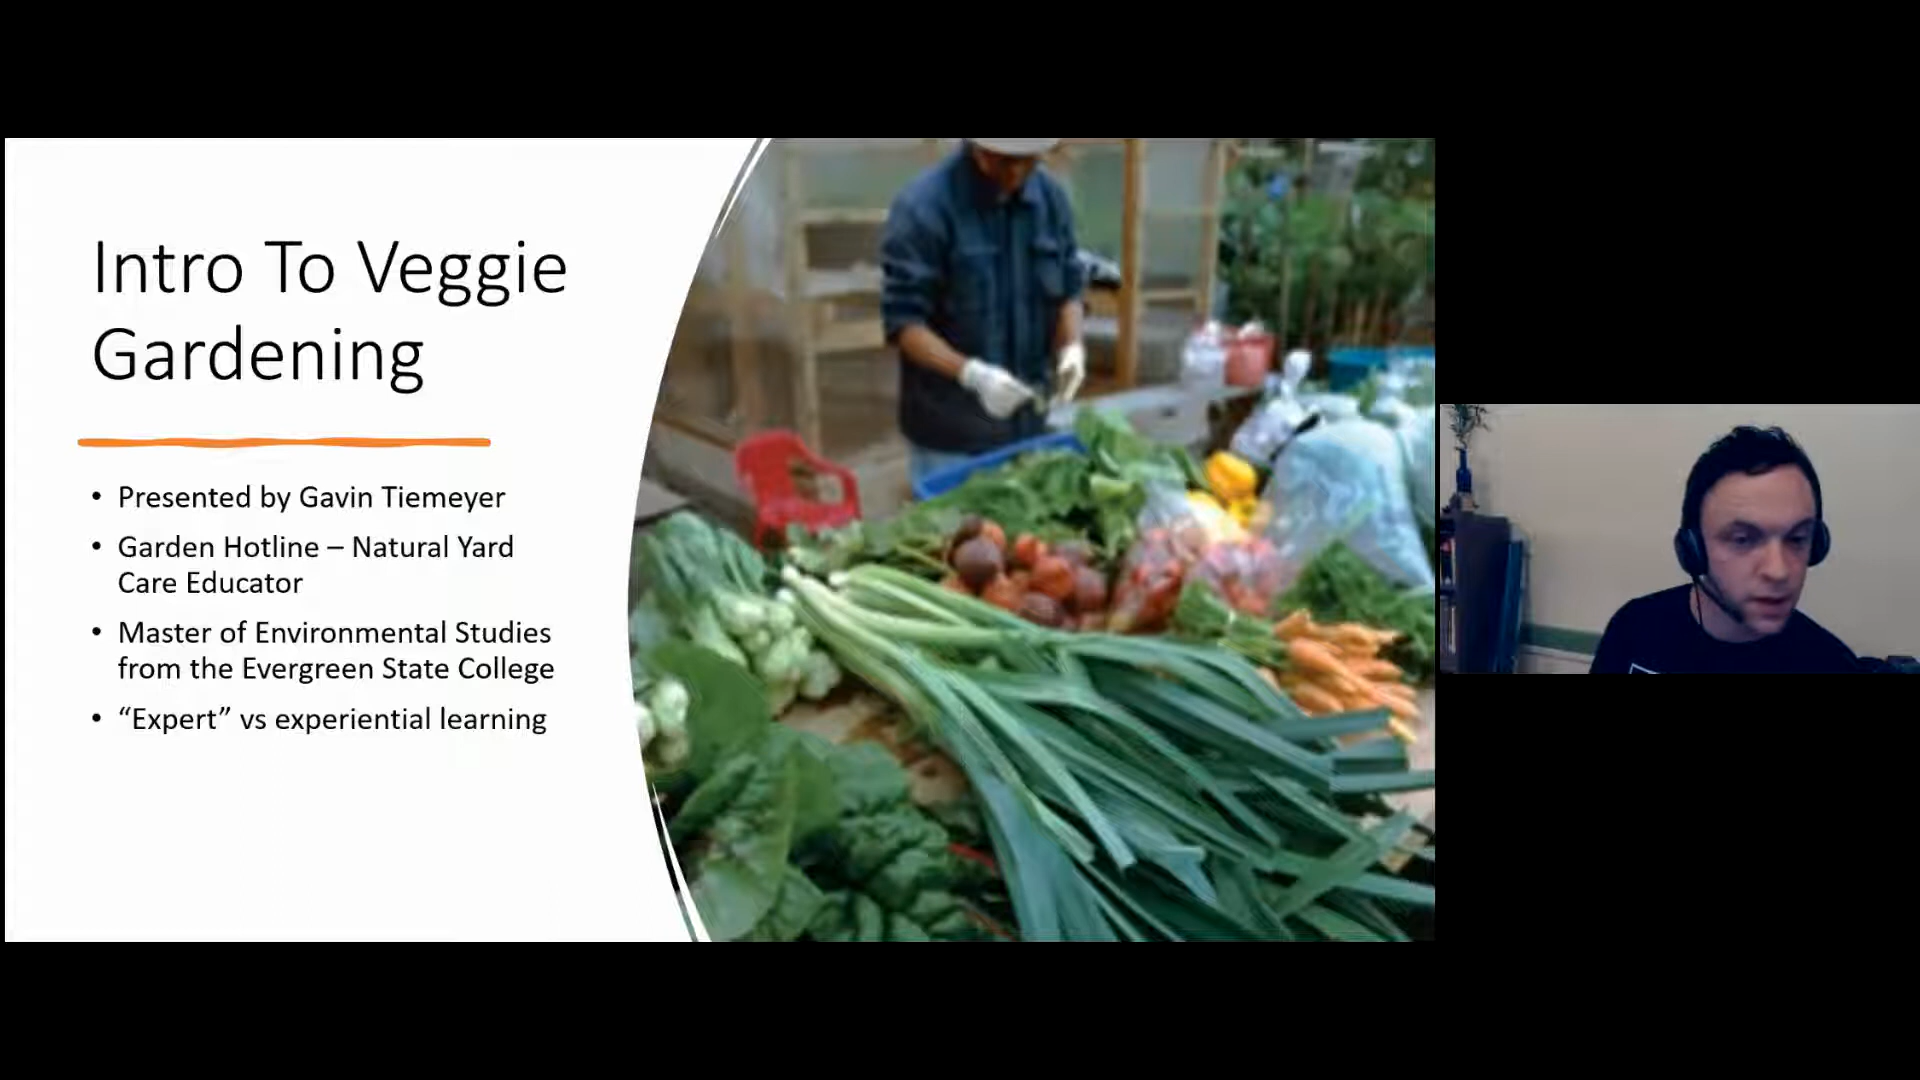 Intro To Veggie
Gardening
• Presented by Gavin Tiemeyer
• Garden Hotline – Natural Yard
Care Educator
• Master of Environmental Studies
from the Evergreen State College
• “Expert” vs experiential learning